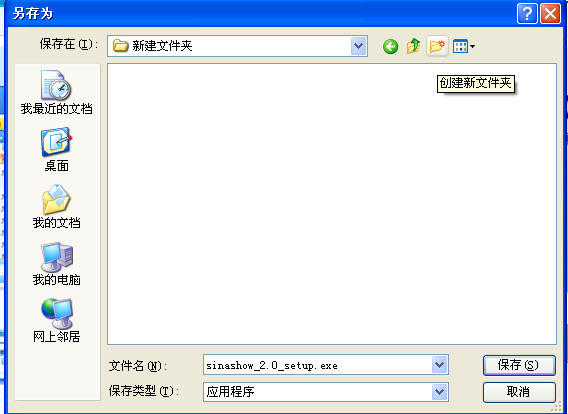 另存为
保存在(I):
新建文件夹
创建新文件夹
我最近的文档
桌面
我的文档
我的电脑
网上邻居
文件名(N):
sinashow_2.0_setup.exe
保存(S)
保存类型(T):
应用程序
取消